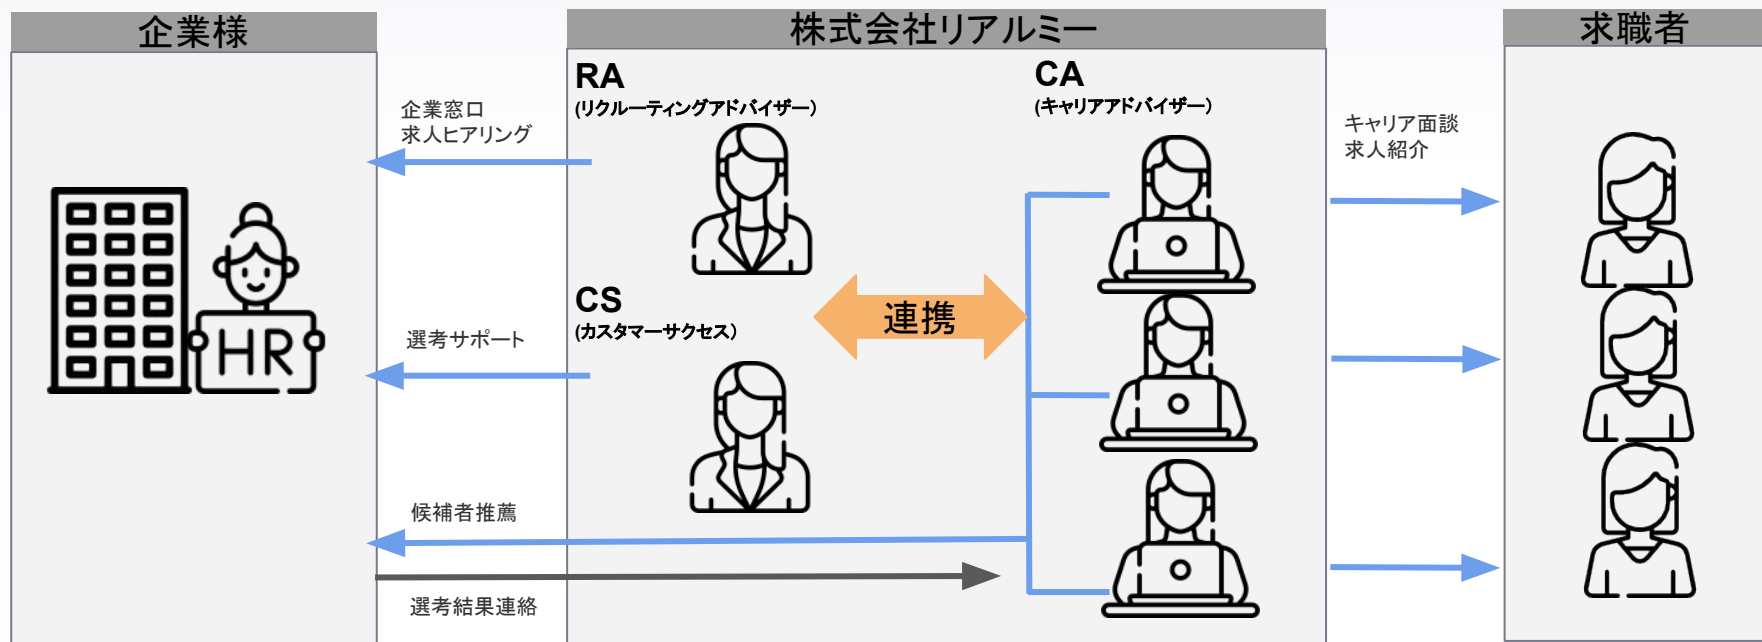 企業様
株式会社リアルミー
求職者
RA
(リクルーティングアドバイザー)
CA
(キャリアアドバイザー)
企業窓口
求人ヒアリング
キャリア面談
求人紹介
CS
(カスタマーサクセス)
連携
選考サポート
HR
候補者推薦
選考結果連絡